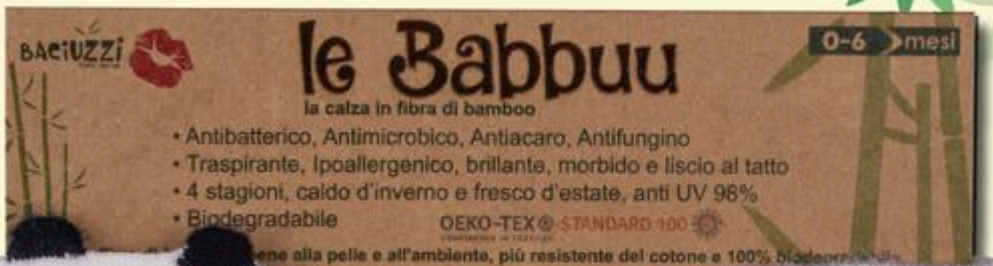 BACiUZZi
le Babbuu
0-6 mesi
la calza in fibra di bamboo
• Antibatterico, Antimicrobico, Antiacaro, Antifungino
• Traspirante, Ipoallergenico, brillante, morbido e liscio al tatto
• 4 stagioni, caldo d'inverno e fresco d'estate, anti UV 98%
• Biodegradabile
OEKO-TEX® STANDARD 100
alla pelle e all'ambiente, più resistente del cotone e 100% biodegradabile